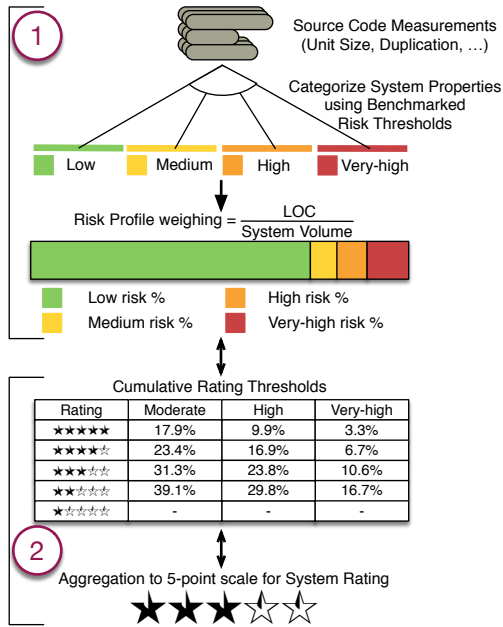 1
Source Code Measurements
(Unit Size, Duplication, …)
Categorize System Properties
using Benchmarked
Risk Thresholds
Low Medium High Very-high
Risk Profile weighing = LOC
System Volume
Low risk % High risk %
Medium risk % Very-high risk %
Cumulative Rating Thresholds
Rating Moderate High Very-high
★★★★★ 17.9% 9.9% 3.3%
★★★★☆ 23.4% 16.9% 6.7%
★★★☆☆ 31.3% 23.8% 10.6%
★★☆☆☆ 39.1% 29.8% 16.7%
★☆☆☆☆ - - -
2
Aggregation to 5-point scale for System Rating